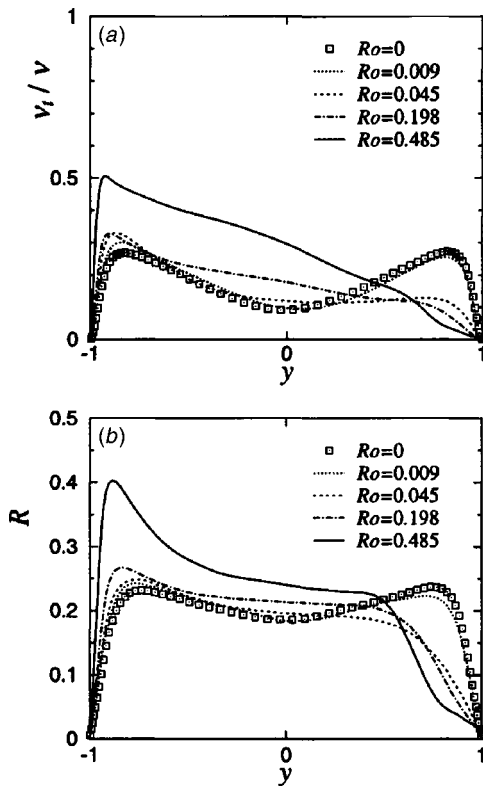 (a)
ν_t / ν
1
0.5
0
Ro=0
Ro=0.009
Ro=0.045
Ro=0.198
Ro=0.485
-1
0
1
y
(b)
R
0.5
0.4
0.3
0.2
0.1
0
Ro=0
Ro=0.009
Ro=0.045
Ro=0.198
Ro=0.485
-1
0
1
y